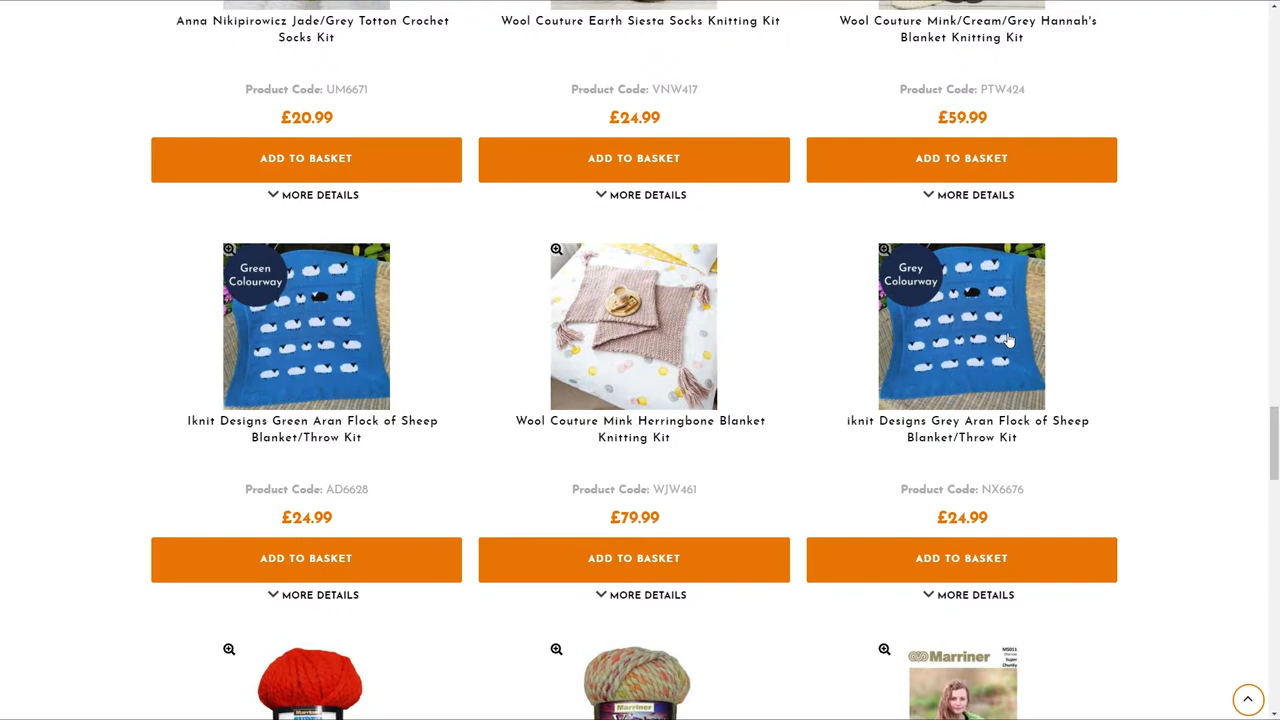 Anna Nikipirowicz Jade/Grey Totton Crochet
Socks Kit
Wool Couture Earth Siesta Socks Knitting Kit
Wool Couture Mink/Cream/Grey Hannah's
Blanket Knitting Kit
Product Code: UM6671
Product Code: VNW417
Product Code: PTW424
£20.99
£24.99
£59.99
ADD TO BASKET
ADD TO BASKET
ADD TO BASKET
MORE DETAILS
MORE DETAILS
MORE DETAILS
Green
Colourway
Grey
Colourway
Iknit Designs Green Aran Flock of Sheep
Blanket/Throw Kit
Wool Couture Mink Herringbone Blanket
Knitting Kit
iknit Designs Grey Aran Flock of Sheep
Blanket/Throw Kit
Product Code: AD6628
Product Code: WJW461
Product Code: NX6676
£24.99
£79.99
£24.99
ADD TO BASKET
ADD TO BASKET
ADD TO BASKET
MORE DETAILS
MORE DETAILS
MORE DETAILS
Marriner
Marriner
Marriner
Super
Chunky